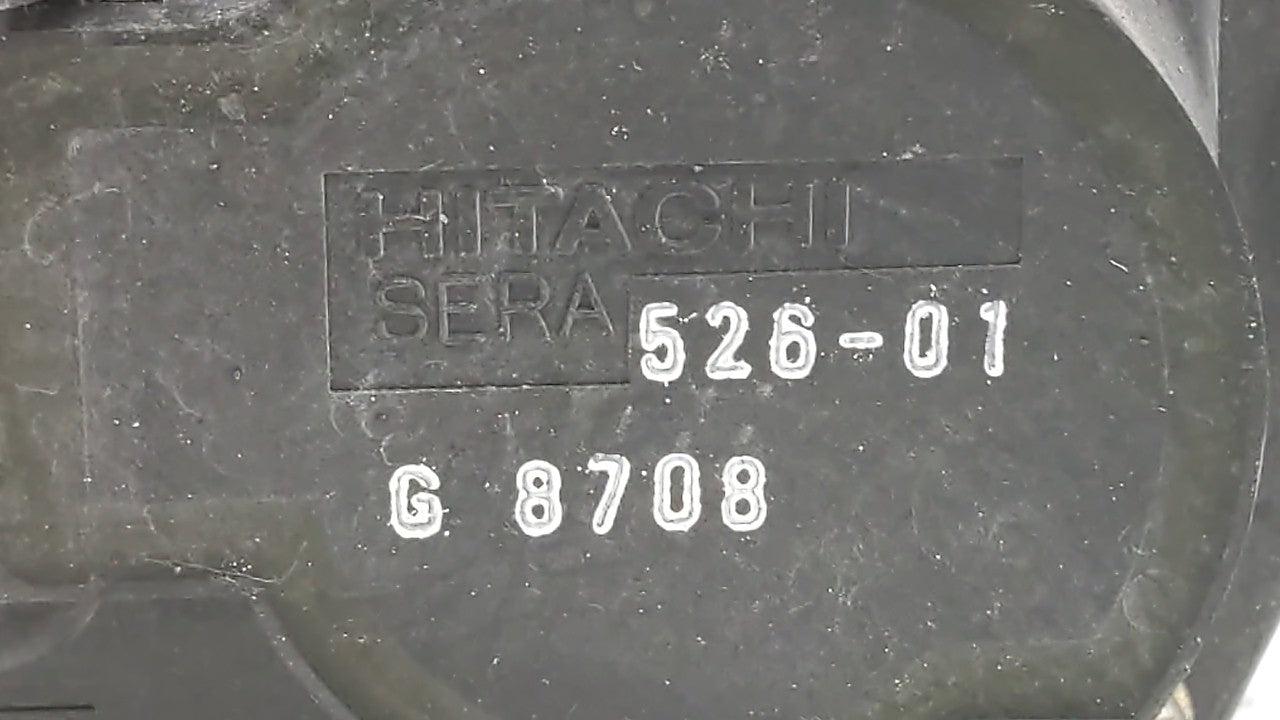 HITACHI
SERA 526-01
G 8708